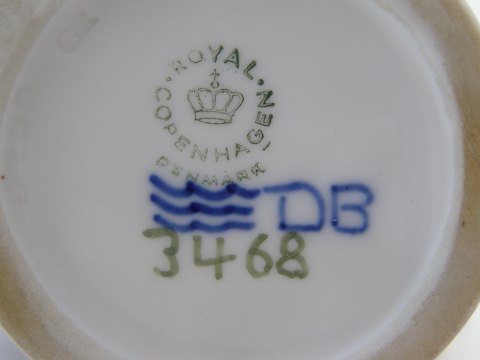 ROYAL
COPENHAGEN
DENMARK
DB
3468